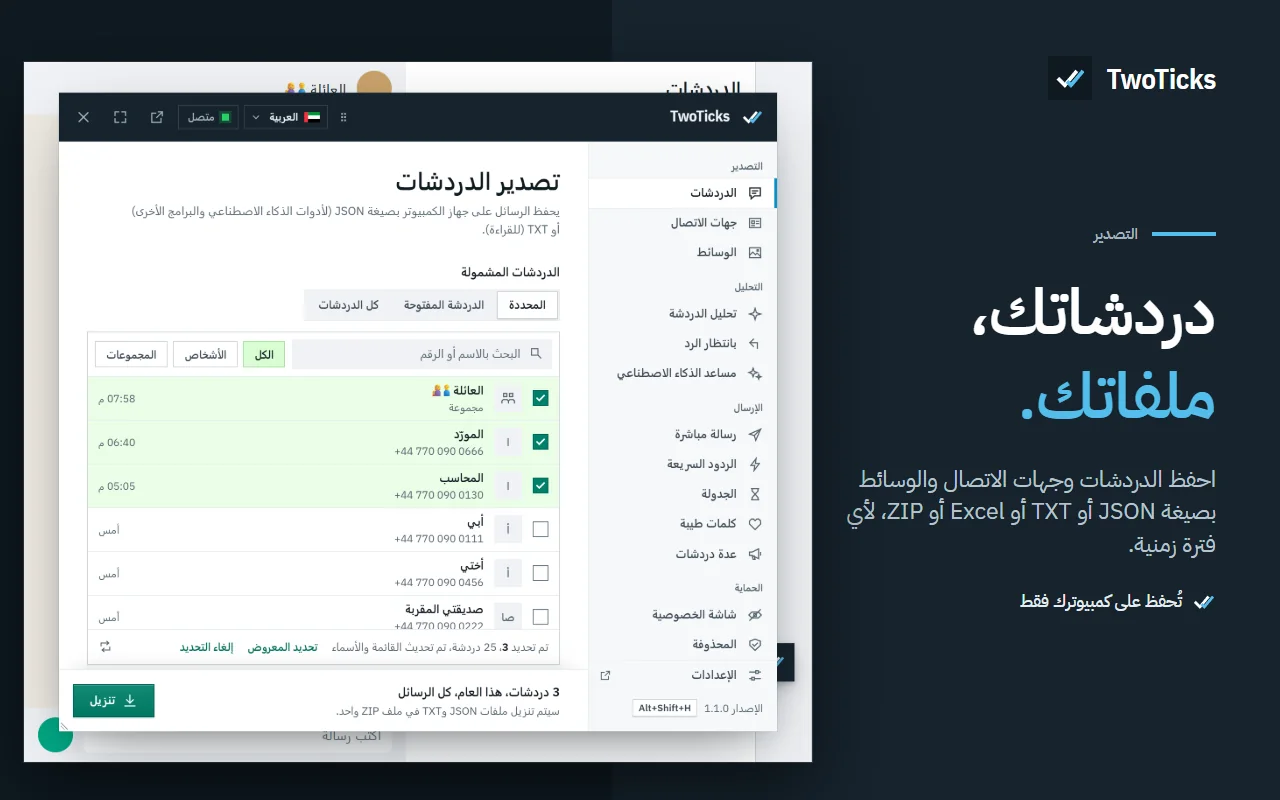 TwoTicks
التصدير
دردشاتك،
ملفاتك.
احفظ الدردشات وجهات الاتصال والوسائط
بصيغة JSON أو TXT أو Excel أو ZIP، لأي
فترة زمنية.
تُحفظ على كمبيوترك فقط
الدردشات
العائلة
TwoTicks
العربية
متصل
التصدير
الدردشات
جهات الاتصال
الوسائط
التحليل
تحليل الدردشة
بانتظار الرد
مساعد الذكاء الاصطناعي
الإرسال
رسالة مباشرة
الردود السريعة
الجدولة
كلمات طيبة
عدة دردشات
الحماية
شاشة الخصوصية
المحذوفة
الإعدادات
الإصدار 1.1.0 Alt+Shift+H
تصدير الدردشات
يحفظ الرسائل على جهاز الكمبيوتر بصيغة JSON (لأدوات الذكاء الاصطناعي والبرامج الأخرى)
أو TXT (للقراءة).
الدردشات المشمولة
المحددة الدردشة المفتوحة كل الدردشات
البحث بالاسم أو الرقم الكل الأشخاص المجموعات
العائلة 07:58 م
مجموعة
المورّد 06:40 م
+44 770 090 0666
المحاسب 05:05 م
+44 770 090 0130
أبي أمس
+44 770 090 0111
أختي أمس
+44 770 090 0456
صا صديقتي المقربة أمس
+44 770 090 0222
تم تحديد 3، 25 دردشة، تم تحديث القائمة والأسماء تحديد المعروض إلغاء التحديد
3 دردشات، هذا العام، كل الرسائل
سيتم تنزيل ملفات JSON وTXT في ملف ZIP واحد.
تنزيل
اكتب رسالة